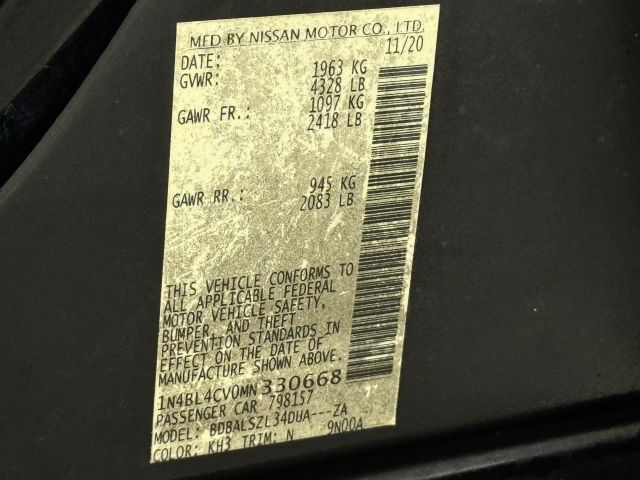 MFD BY NISSAN MOTOR CO., LTD.
DATE: 11/20
GVWR: 1963 KG
4328 LB
GAWR FR.: 1097 KG
2418 LB
GAWR RR.: 945 KG
2083 LB
THIS VEHICLE CONFORMS TO
ALL APPLICABLE FEDERAL
MOTOR VEHICLE SAFETY,
BUMPER, AND THEFT
PREVENTION STANDARDS IN
EFFECT ON THE DATE OF
MANUFACTURE SHOWN ABOVE.
1N4BL4CV0MN330668
PASSENGER CAR 798157
MODEL: BDBALSZL34DUA---ZA
COLOR: KH3 TRIM: N 9N00A